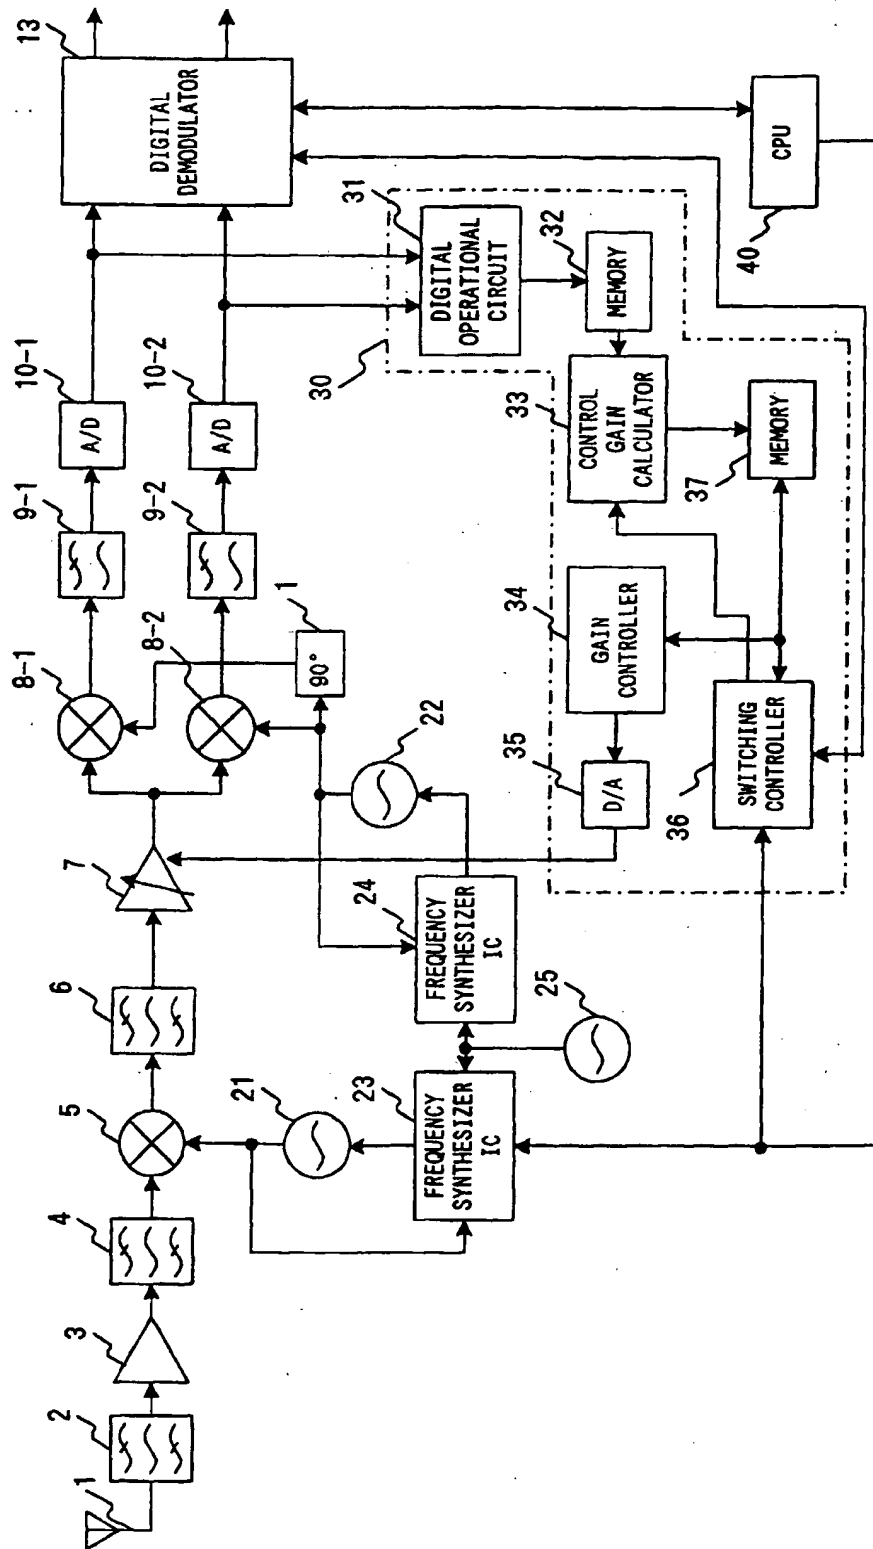 1
2
3
4
5
6
7
8-1
8-2
9-1
9-2
10-1
10-2
A/D
A/D
13
DIGITAL
DEMODULATOR
1
90°
21
22
23
FREQUENCY
SYNTHESIZER
IC
24
FREQUENCY
SYNTHESIZER
IC
25
30
31
DIGITAL
OPERATIONAL
CIRCUIT
32
MEMORY
33
CONTROL
GAIN
CALCULATOR
34
GAIN
CONTROLLER
35
D/A
36
SWITCHING
CONTROLLER
37
MEMORY
40
CPU